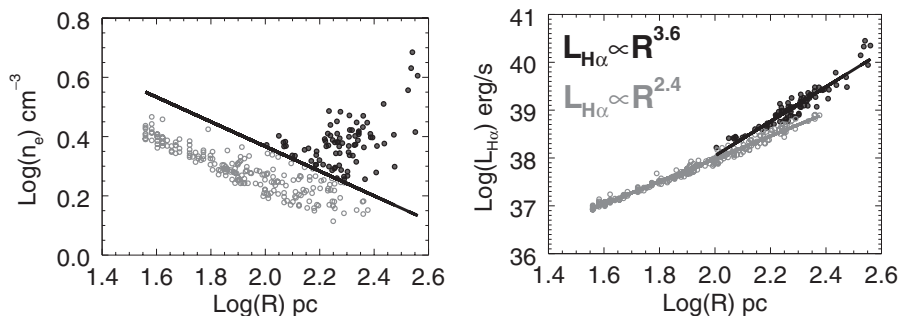 0.8
0.6
0.4
0.2
0.0
Log(nₑ) cm⁻³
1.4 1.6 1.8 2.0 2.2 2.4 2.6
Log(R) pc
41
40
39
38
37
36
Log(L_Hα) erg/s
L_Hα∝R^3.6
L_Hα∝R^2.4
1.4 1.6 1.8 2.0 2.2 2.4 2.6
Log(R) pc